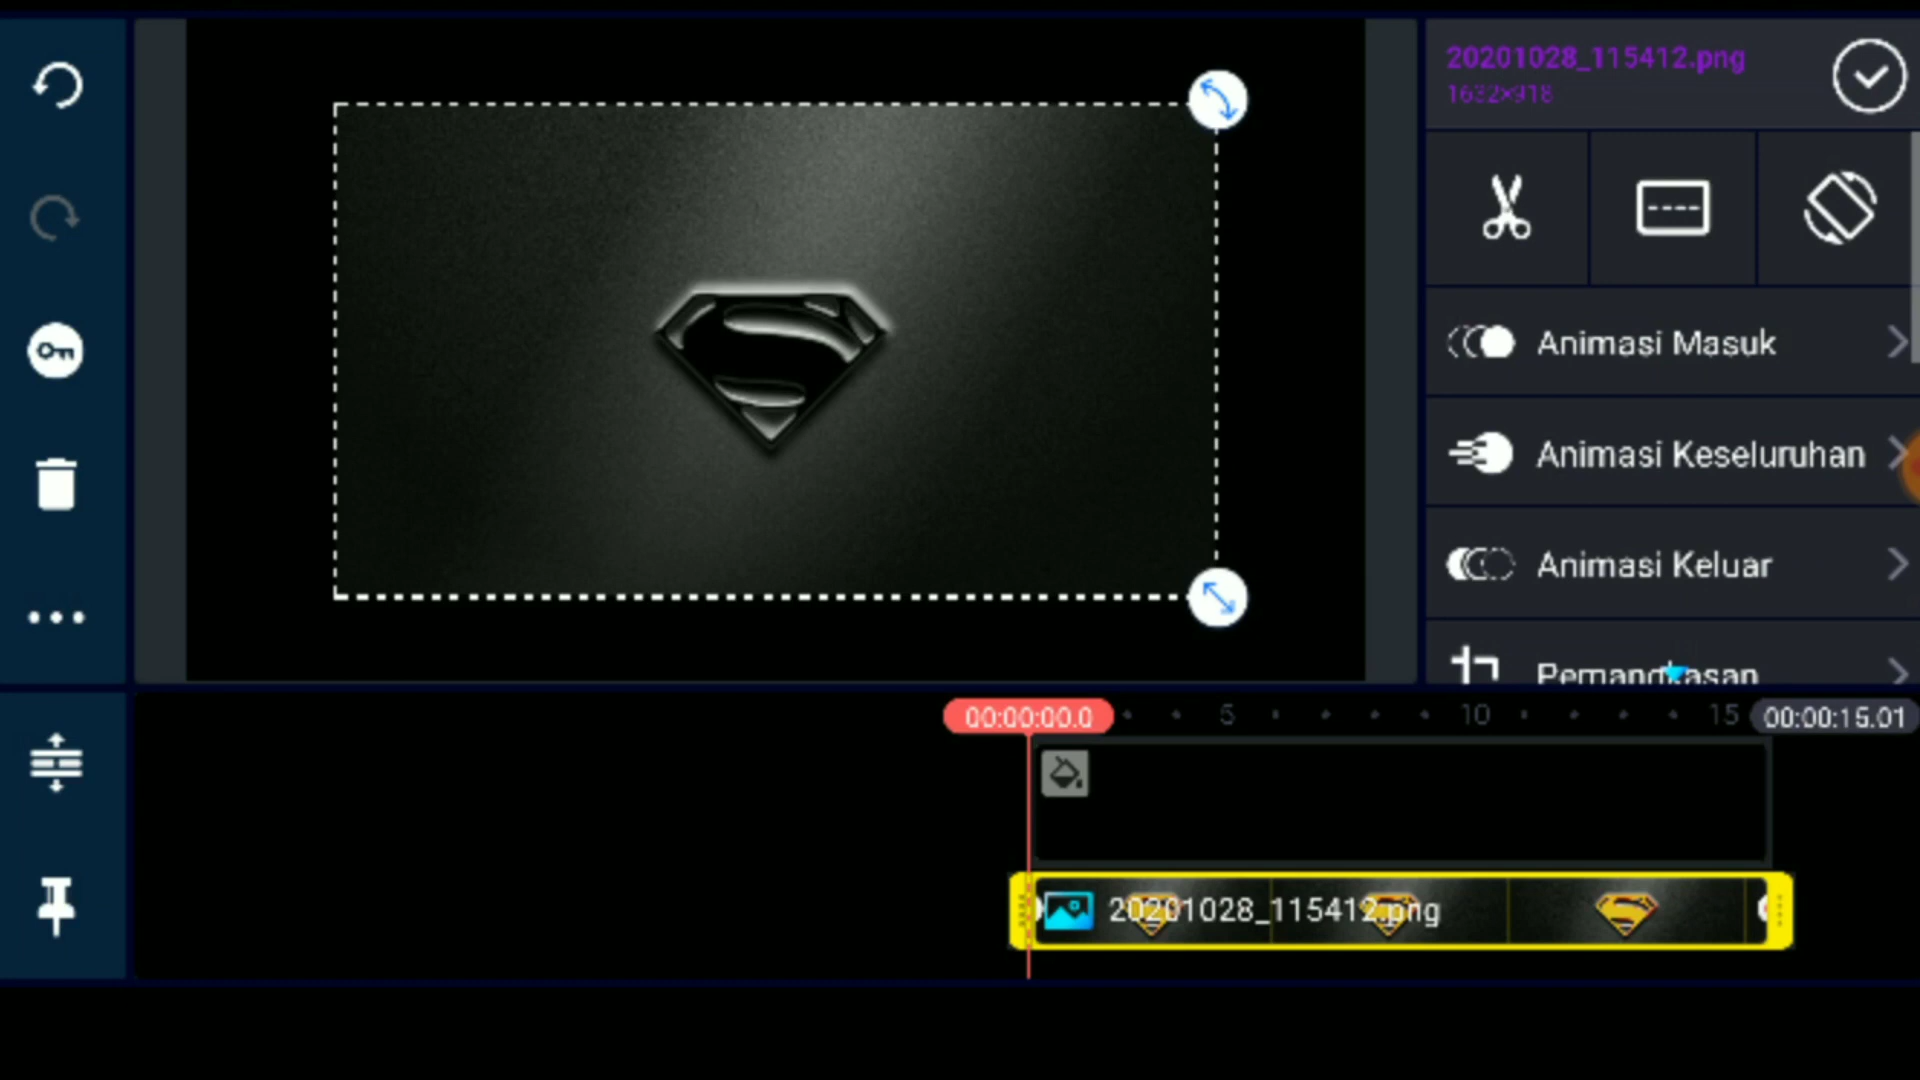 20201028_115412.png
1632×918
Animasi Masuk
Animasi Keseluruhan
Animasi Keluar
Pemangkasan
00:00:00.0
5
10
15
00:00:15.01
20201028_115412.png